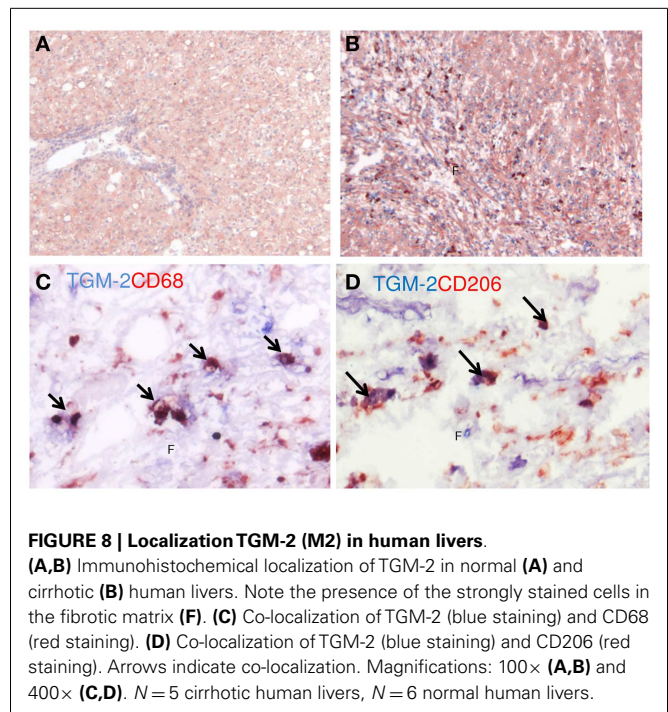 A
B
F
C TGM-2CD68
D TGM-2CD206
F
F
FIGURE 8 | Localization TGM-2 (M2) in human livers.
(A,B) Immunohistochemical localization of TGM-2 in normal (A) and
cirrhotic (B) human livers. Note the presence of the strongly stained cells in
the fibrotic matrix (F). (C) Co-localization of TGM-2 (blue staining) and CD68
(red staining). (D) Co-localization of TGM-2 (blue staining) and CD206 (red
staining). Arrows indicate co-localization. Magnifications: 100× (A,B) and
400× (C,D). N = 5 cirrhotic human livers, N = 6 normal human livers.